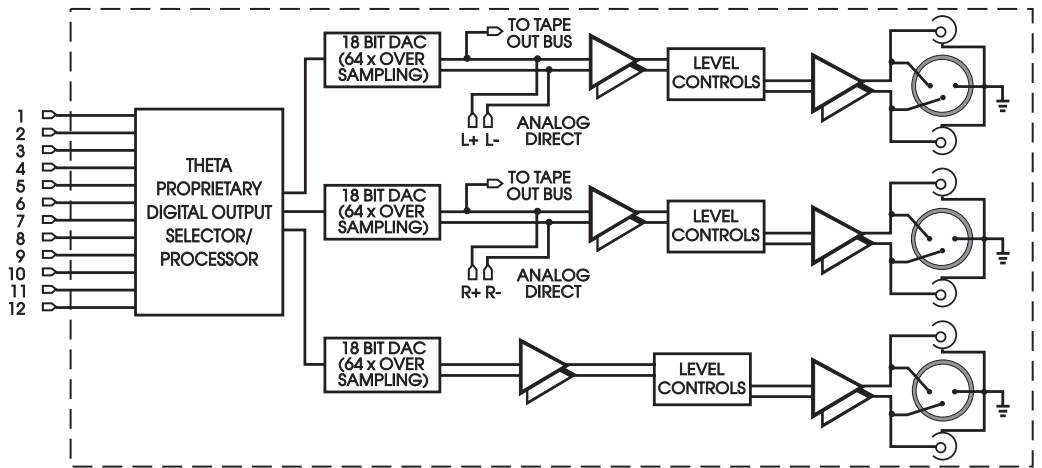 1
2
3
4
5
6
7
8
9
10
11
12
THETA
PROPRIETARY
DIGITAL OUTPUT
SELECTOR/
PROCESSOR
18 BIT DAC
(64 x OVER
SAMPLING)
TO TAPE
OUT BUS
L+ L-
ANALOG
DIRECT
LEVEL
CONTROLS
18 BIT DAC
(64 x OVER
SAMPLING)
TO TAPE
OUT BUS
R+ R-
ANALOG
DIRECT
LEVEL
CONTROLS
18 BIT DAC
(64 x OVER
SAMPLING)
LEVEL
CONTROLS